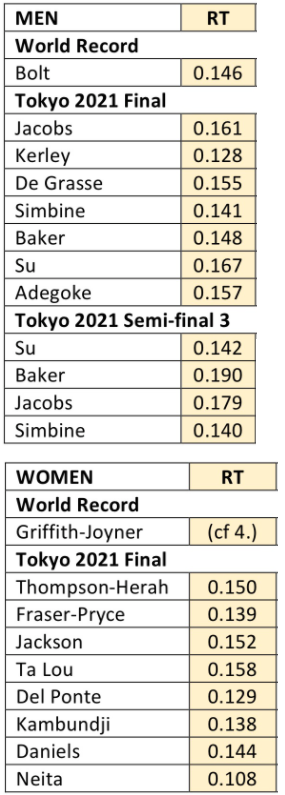 MEN RT
World Record
Bolt 0.146
Tokyo 2021 Final
Jacobs 0.161
Kerley 0.128
De Grasse 0.155
Simbine 0.141
Baker 0.148
Su 0.167
Adegoke 0.157
Tokyo 2021 Semi-final 3
Su 0.142
Baker 0.190
Jacobs 0.179
Simbine 0.140
WOMEN RT
World Record
Griffith-Joyner (cf 4.)
Tokyo 2021 Final
Thompson-Herah 0.150
Fraser-Pryce 0.139
Jackson 0.152
Ta Lou 0.158
Del Ponte 0.129
Kambundji 0.138
Daniels 0.144
Neita 0.108